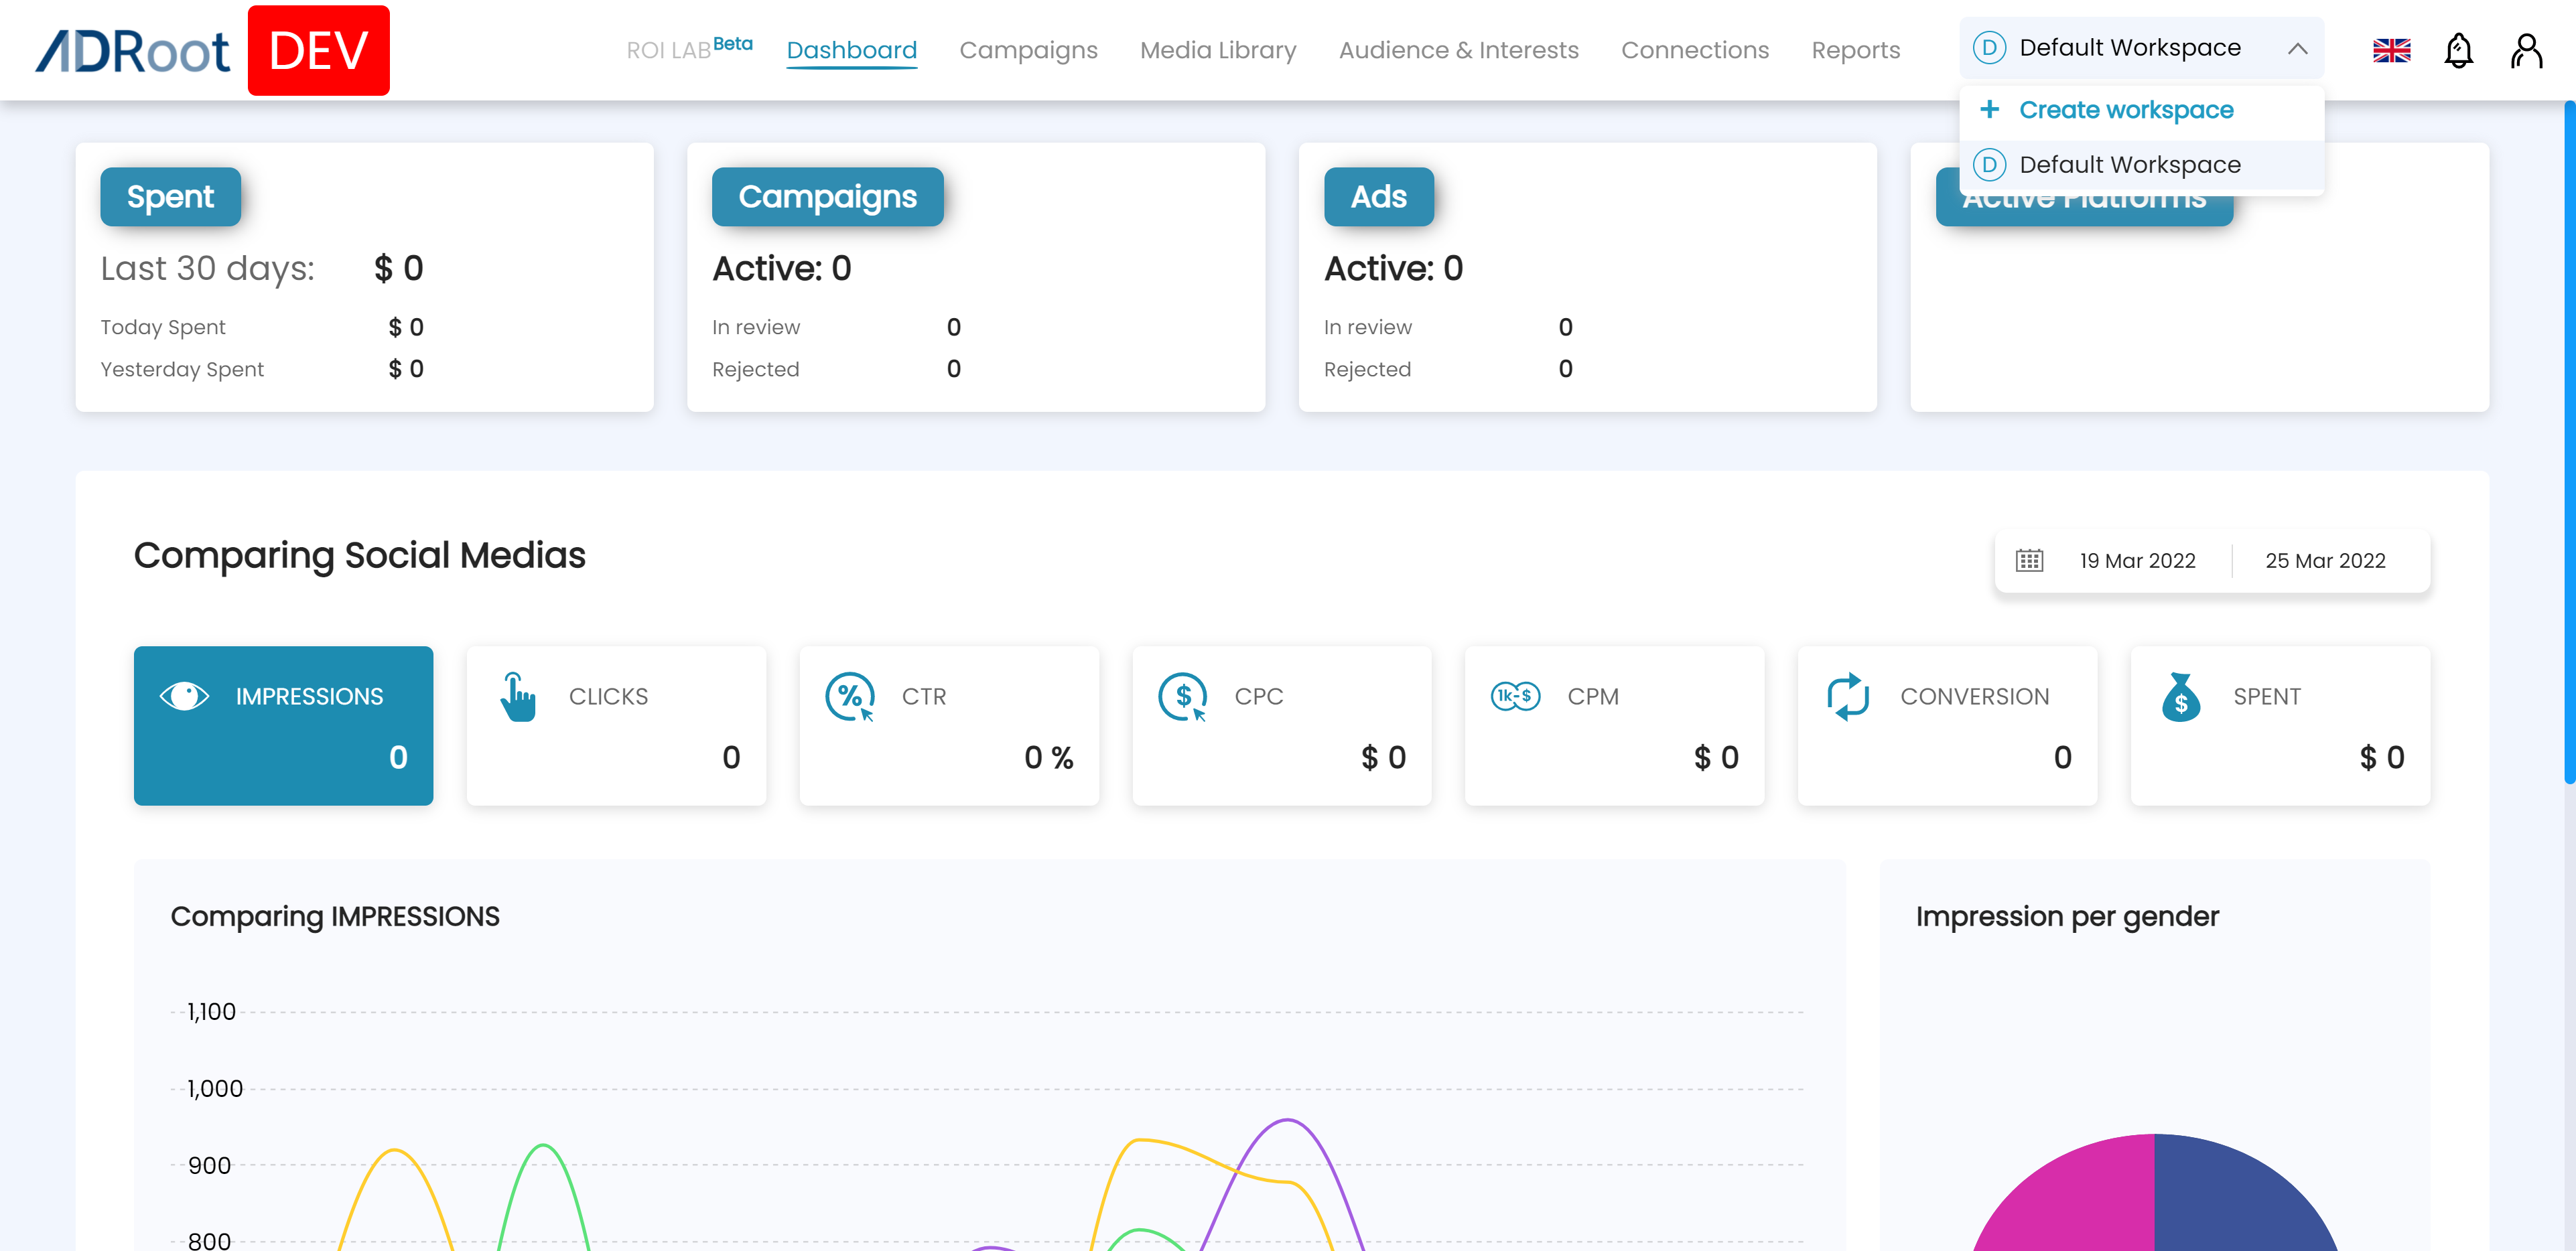 ADRoot DEV
ROI LAB Beta Dashboard Campaigns Media Library Audience & Interests Connections Reports D Default Workspace
+ Create workspace
D Default Workspace
Spent
Last 30 days: $ 0
Today Spent $ 0
Yesterday Spent $ 0
Campaigns
Active: 0
In review 0
Rejected 0
Ads
Active: 0
In review 0
Rejected 0
Active Platforms
Comparing Social Medias
19 Mar 2022 25 Mar 2022
IMPRESSIONS
0
CLICKS
0
% CTR
0 %
$ CPC
$ 0
1k-$ CPM
$ 0
CONVERSION
0
$ SPENT
$ 0
Comparing IMPRESSIONS
1,100
1,000
900
800
Impression per gender